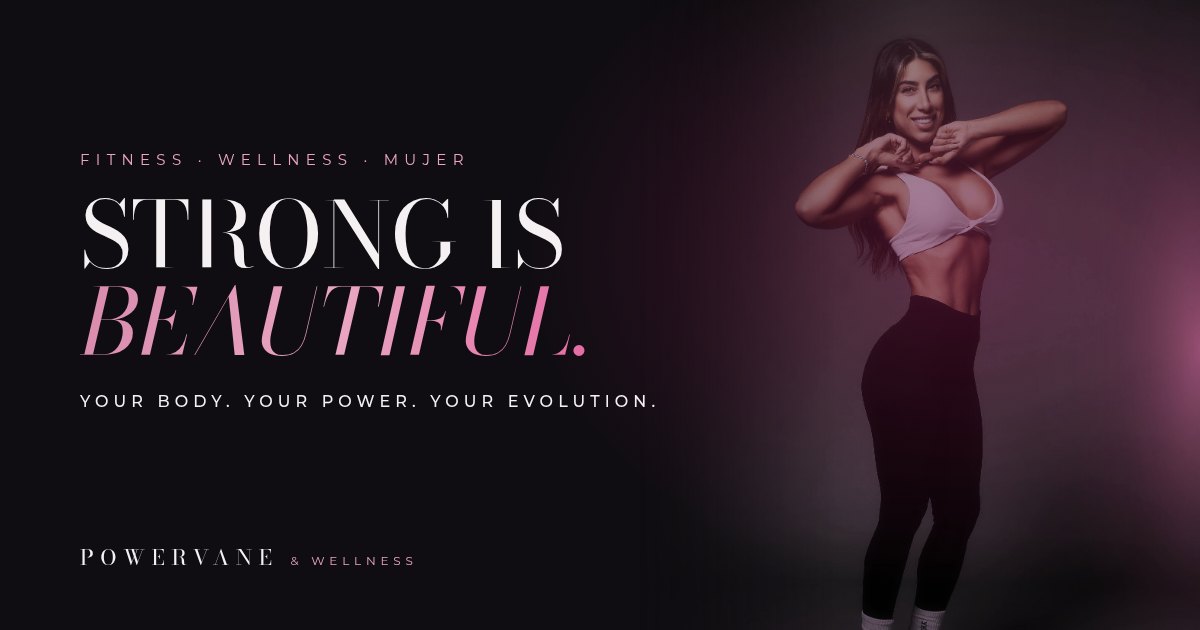 FITNESS · WELLNESS · MUJER
STRONG IS
BEAUTIFUL.
YOUR BODY. YOUR POWER. YOUR EVOLUTION.
POWERVANE & WELLNESS